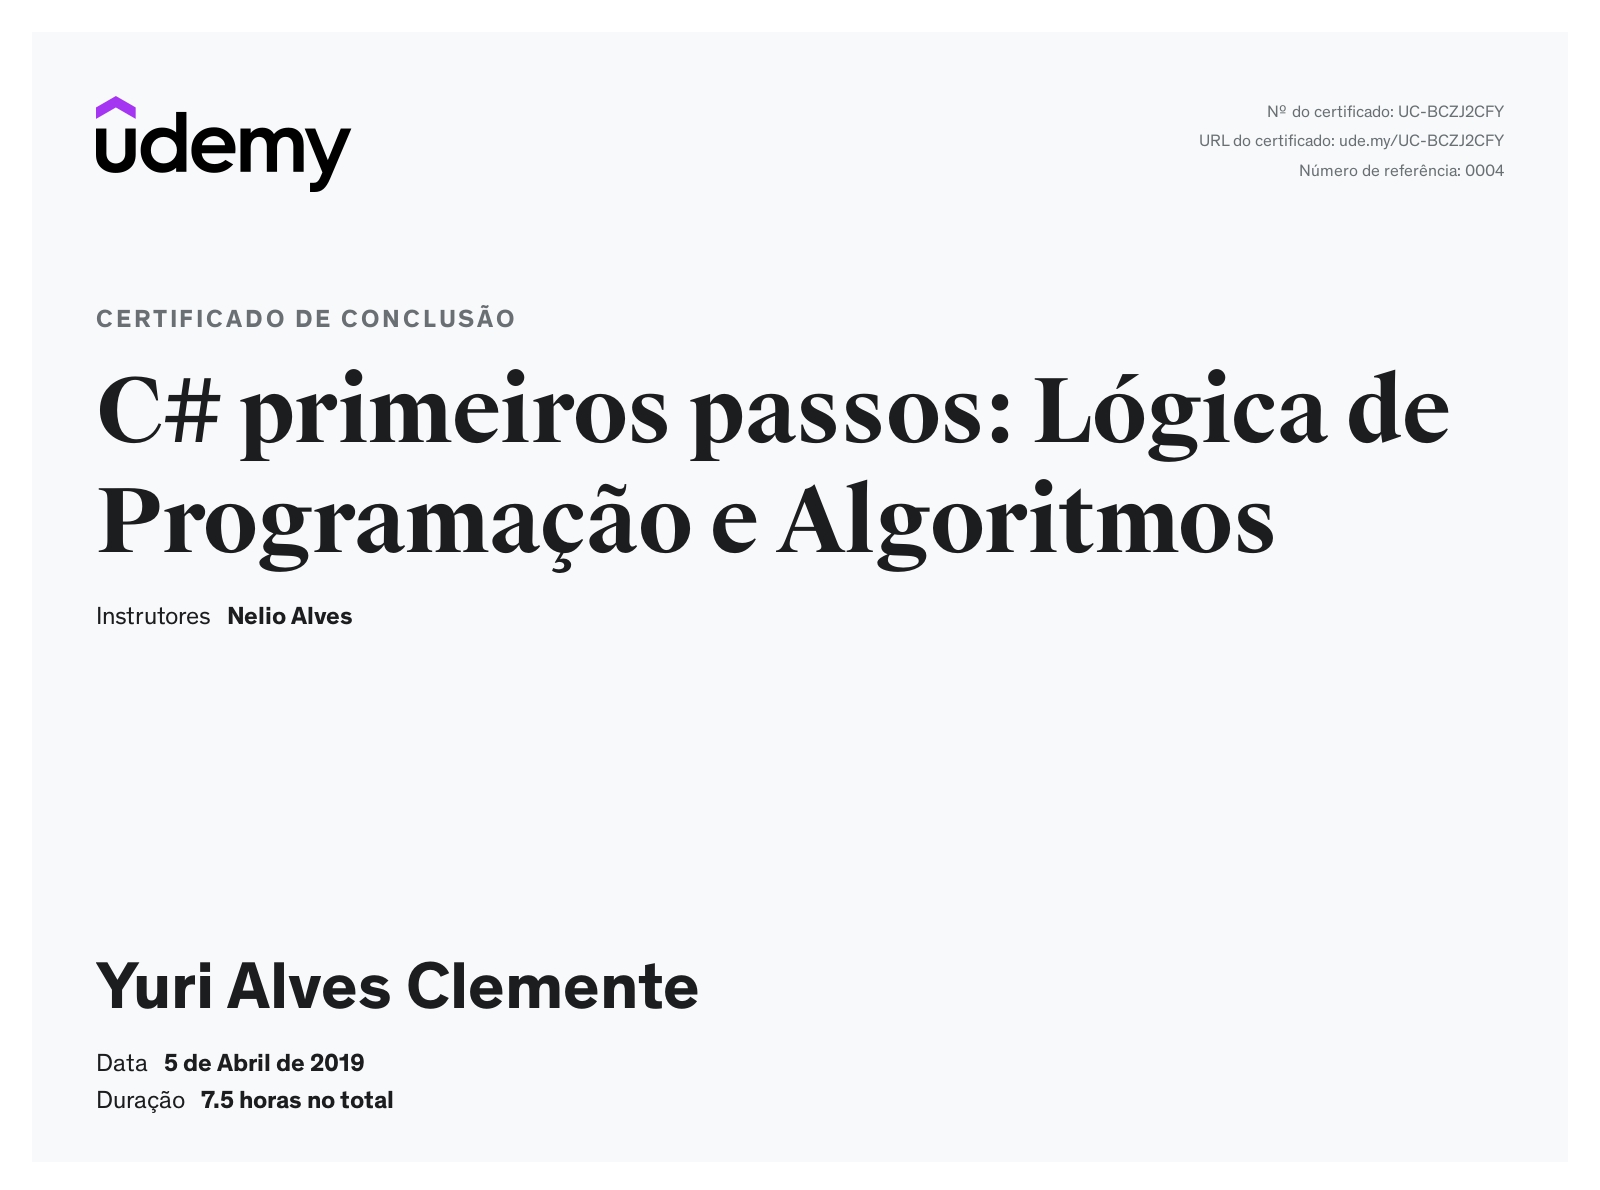 udemy
Nº do certificado: UC-BCZJ2CFY
URL do certificado: ude.my/UC-BCZJ2CFY
Número de referência: 0004
CERTIFICADO DE CONCLUSÃO
C# primeiros passos: Lógica de
Programação e Algoritmos
Instrutores Nelio Alves
Yuri Alves Clemente
Data 5 de Abril de 2019
Duração 7.5 horas no total